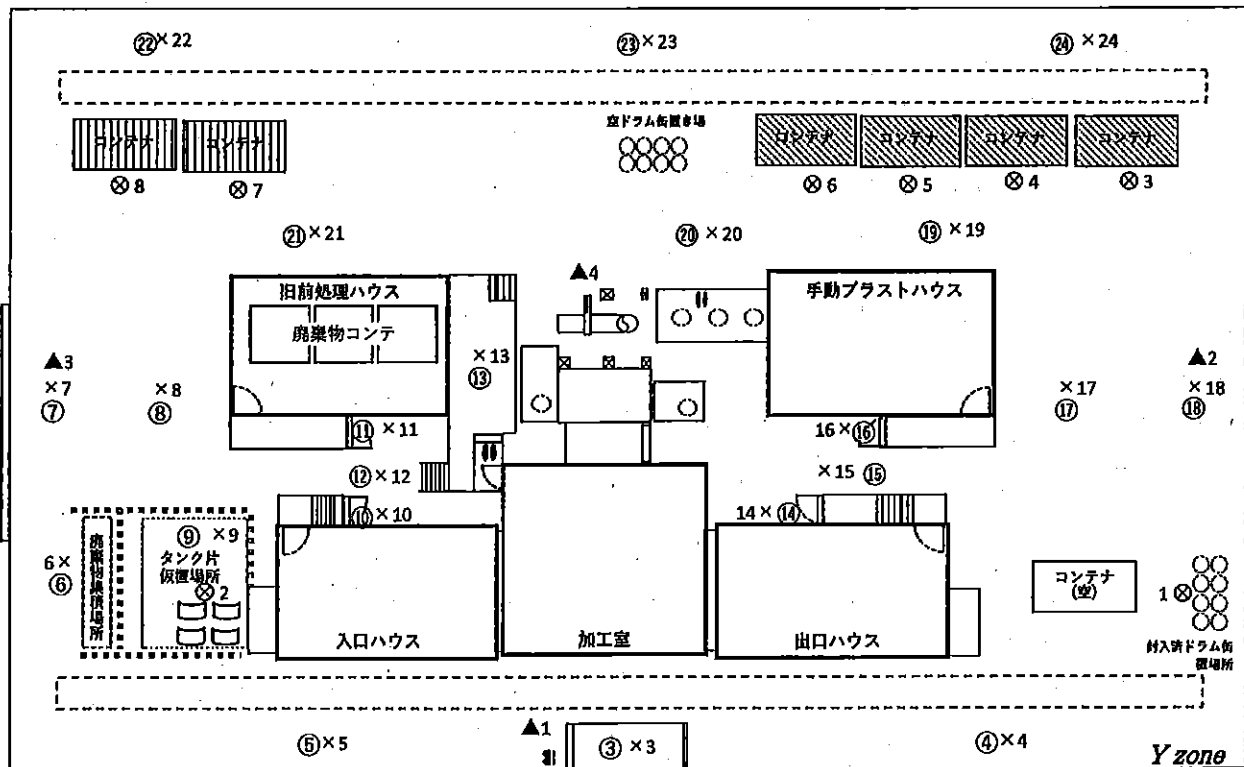 ㉒×22
㉓×23
㉔×24
コンテナ
コンテナ
空ドラム缶置き場
コンテナ
コンテナ
コンテナ
コンテナ
⊗8
⊗7
⊗6
⊗5
⊗4
⊗3
㉑×21
⑳×20
⑲×19
旧前処理ハウス
廃棄物コンテ
▲4
手動ブラストハウス
▲3
×7
⑦
×8
⑧
×13
⑬
×17
⑰
▲2
×18
⑱
⑪×11
16×⑯
⑫×12
×15⑮
⑩×10
14×⑭
⑨×9
タンク片
仮置場所
⊗2
6×
⑥
廃棄物集積場所
入口ハウス
加工室
出口ハウス
コンテナ
(空)
1⊗
封入済ドラム缶
置場所
⑤×5
▲1
③×3
④×4
Y zone